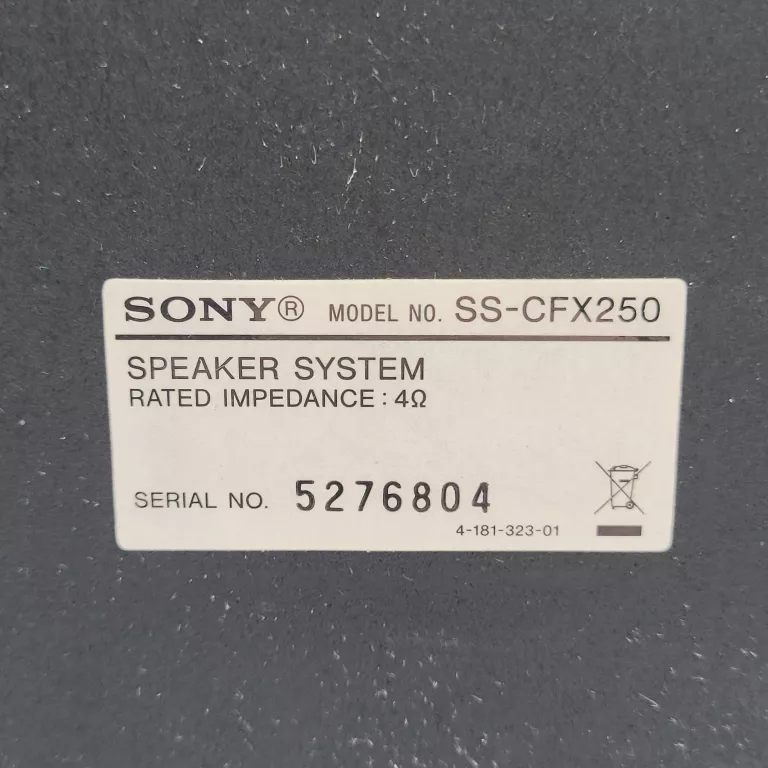 SONY® MODEL NO. SS-CFX250
SPEAKER SYSTEM
RATED IMPEDANCE : 4Ω
SERIAL NO. 5276804
4-181-323-01